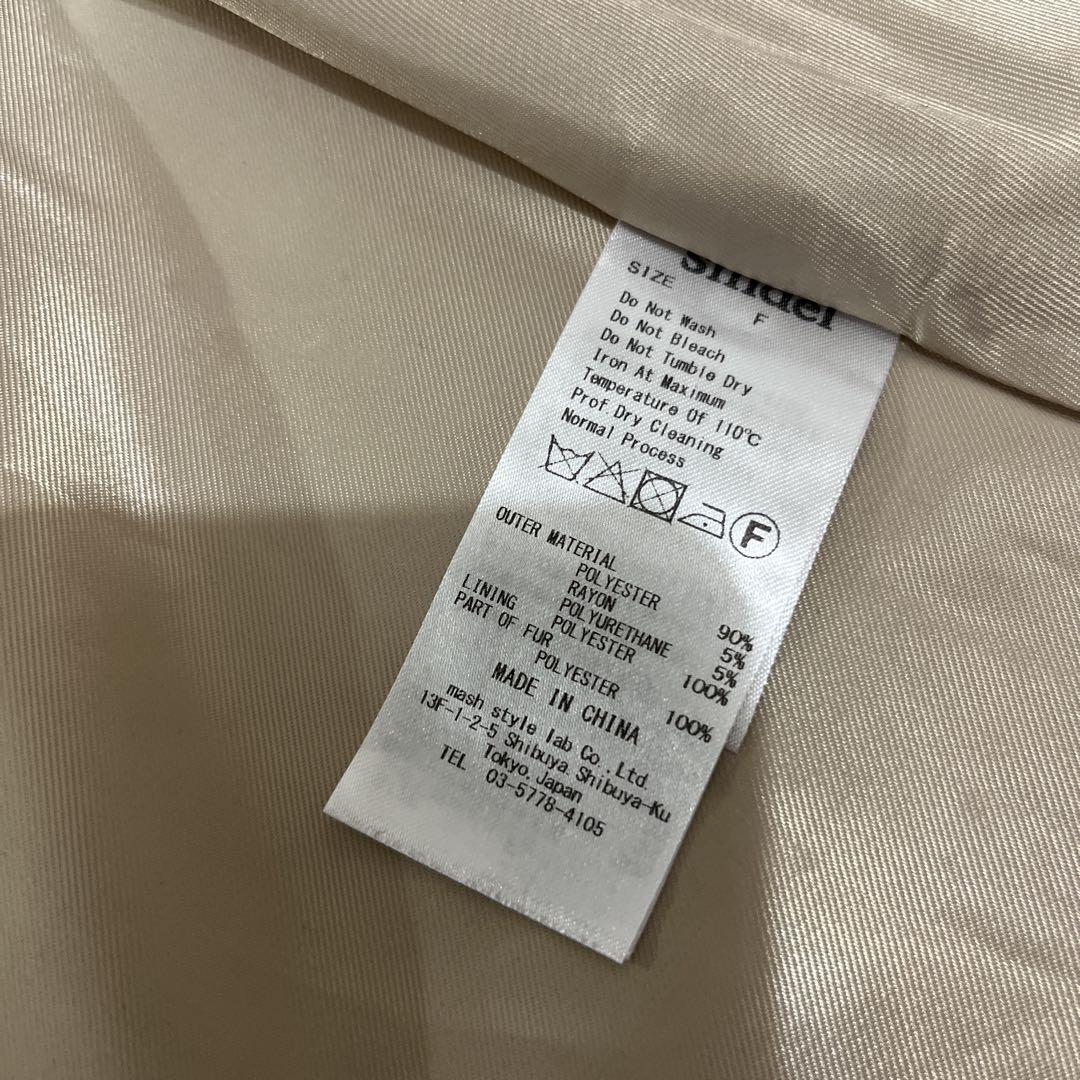 snidel
SIZE F
Do Not Wash
Do Not Bleach
Do Not Tumble Dry
Iron At Maximum
Temperature Of 110℃
Prof Dry Cleaning
Normal Process
F
OUTER MATERIAL
POLYESTER 90%
RAYON 5%
POLYURETHANE 5%
LINING POLYESTER 100%
PART OF FUR
POLYESTER 100%
MADE IN CHINA
mash style lab Co., Ltd.
13F-1-2-5 Shibuya.Shibuya-Ku
Tokyo.Japan
TEL 03-5778-4105